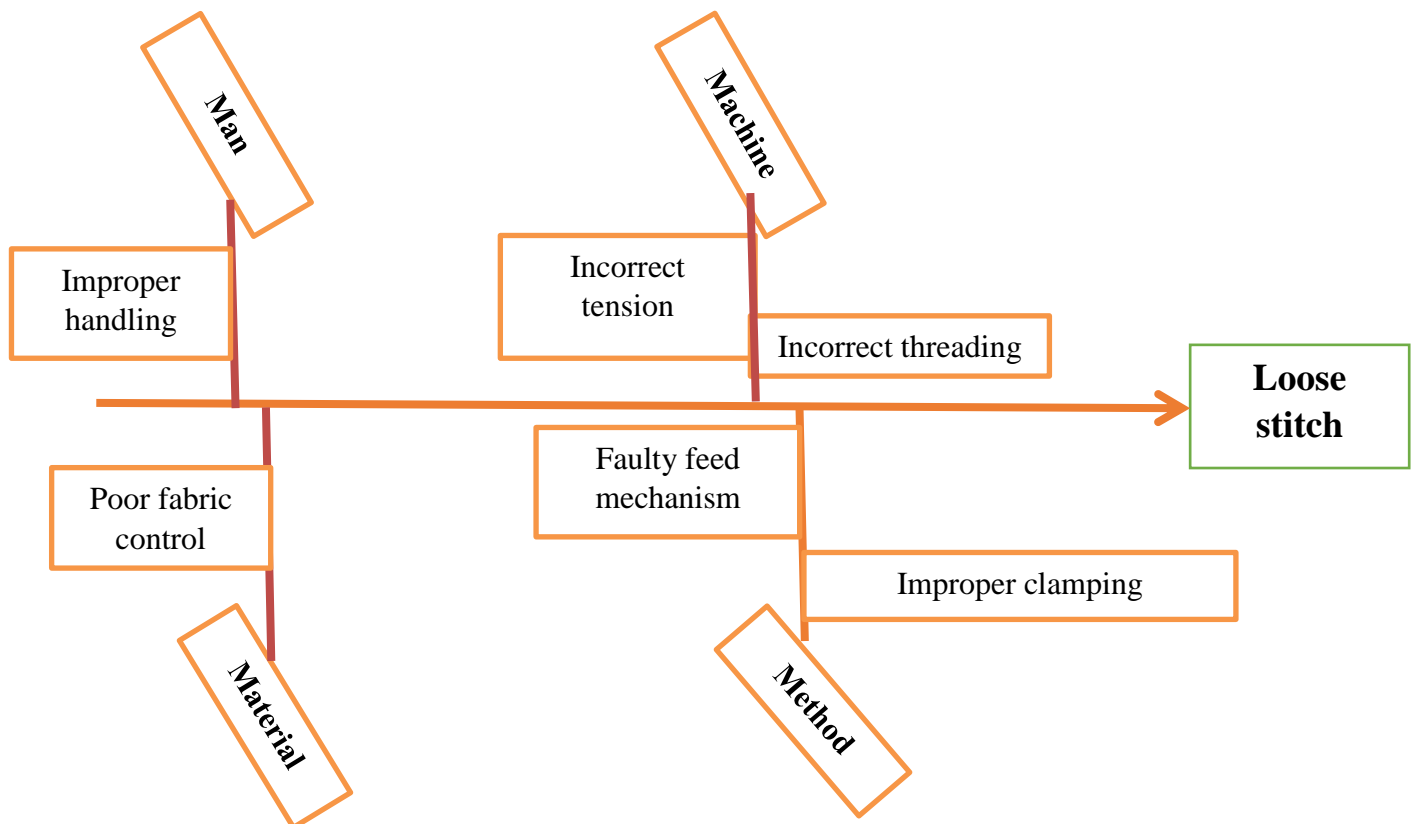 Man
Machine
Improper
handling
Incorrect
tension
Incorrect threading
Loose
stitch
Poor fabric
control
Faulty feed
mechanism
Improper clamping
Material
Method